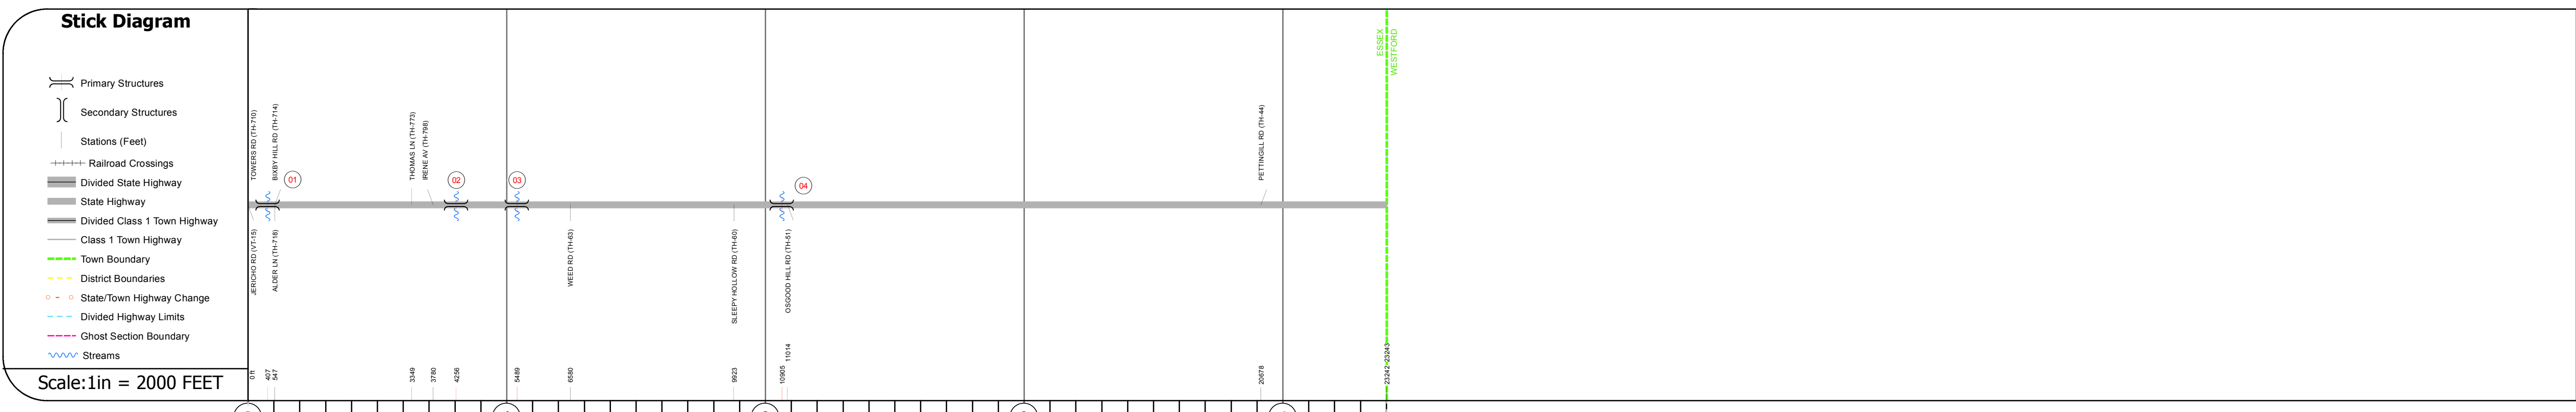 Stick Diagram
Primary Structures
Secondary Structures
Stations (Feet)
Railroad Crossings
Divided State Highway
State Highway
Divided Class 1 Town Highway
Class 1 Town Highway
Town Boundary
District Boundaries
State/Town Highway Change
Divided Highway Limits
Ghost Section Boundary
Streams
Scale:1in = 2000 FEET
TOWERS RD (TH-710)
BIXBY HILL RD (TH-714)
01
THOMAS LN (TH-773)
IRENE AV (TH-798)
02
03
04
PETTINGILL RD (TH-44)
ESSEX
WESTFORD
JERICHO RD (VT-15)
ALDER LN (TH-718)
WEED RD (TH-63)
SLEEPY HOLLOW RD (TH-60)
OSGOOD HILL RD (TH-51)
0 ft
407
547
3349
3780
4256
5489
6580
9923
10905
11014
20678
23242
23243